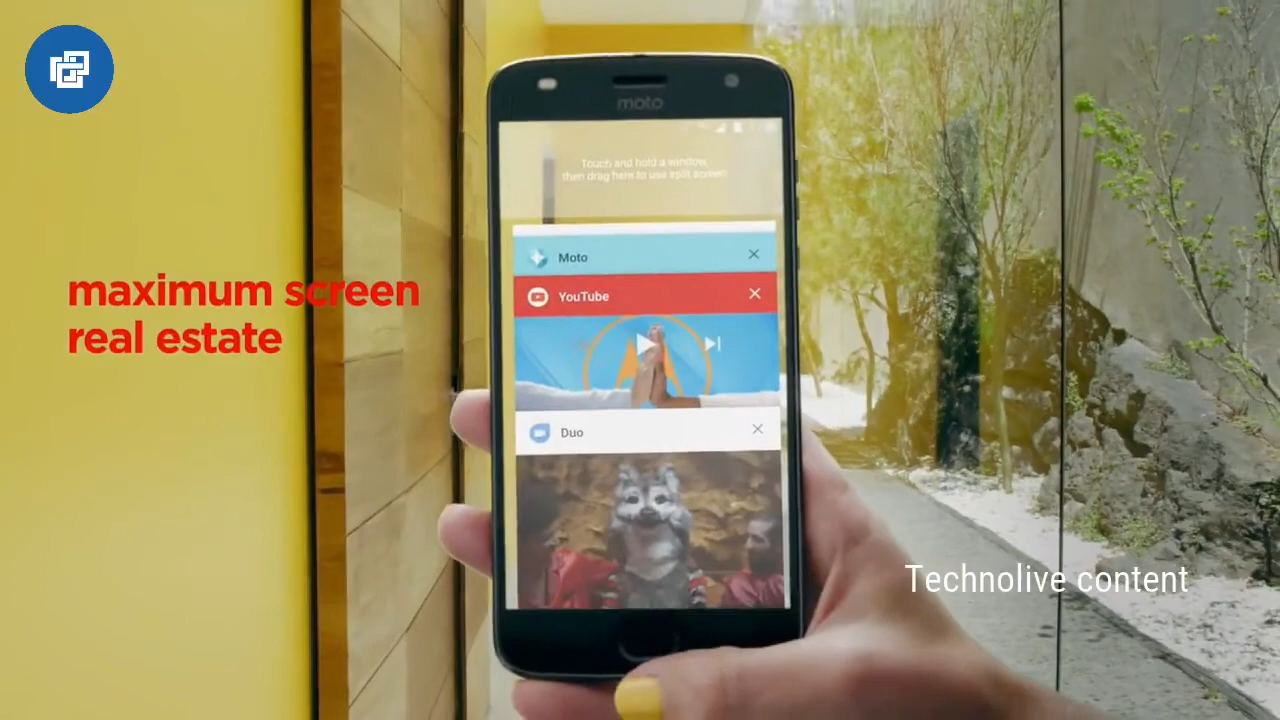 moto
Touch and hold a window,
then drag here to use split screen
Moto
YouTube
maximum screen
real estate
Duo
Technolive content